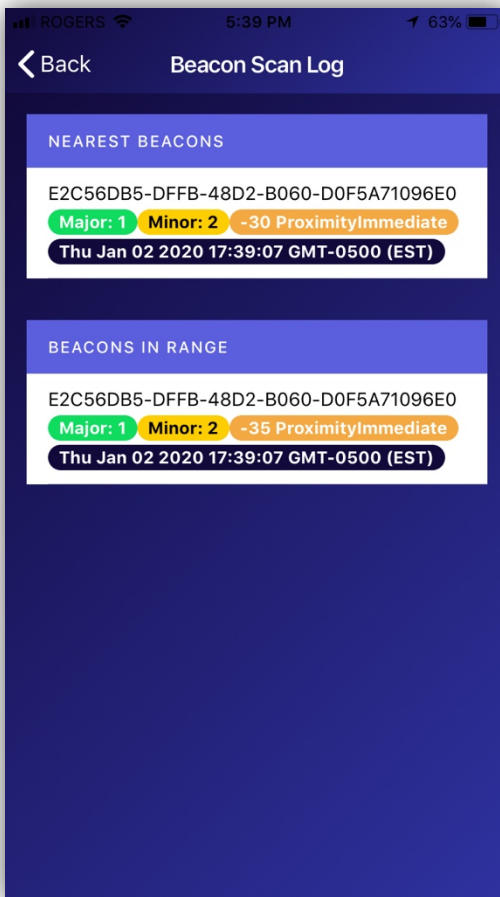 ROGERS 5:39 PM 63%
Back Beacon Scan Log
NEAREST BEACONS
E2C56DB5-DFFB-48D2-B060-D0F5A71096E0
Major: 1 Minor: 2 -30 ProximityImmediate
Thu Jan 02 2020 17:39:07 GMT-0500 (EST)
BEACONS IN RANGE
E2C56DB5-DFFB-48D2-B060-D0F5A71096E0
Major: 1 Minor: 2 -35 ProximityImmediate
Thu Jan 02 2020 17:39:07 GMT-0500 (EST)